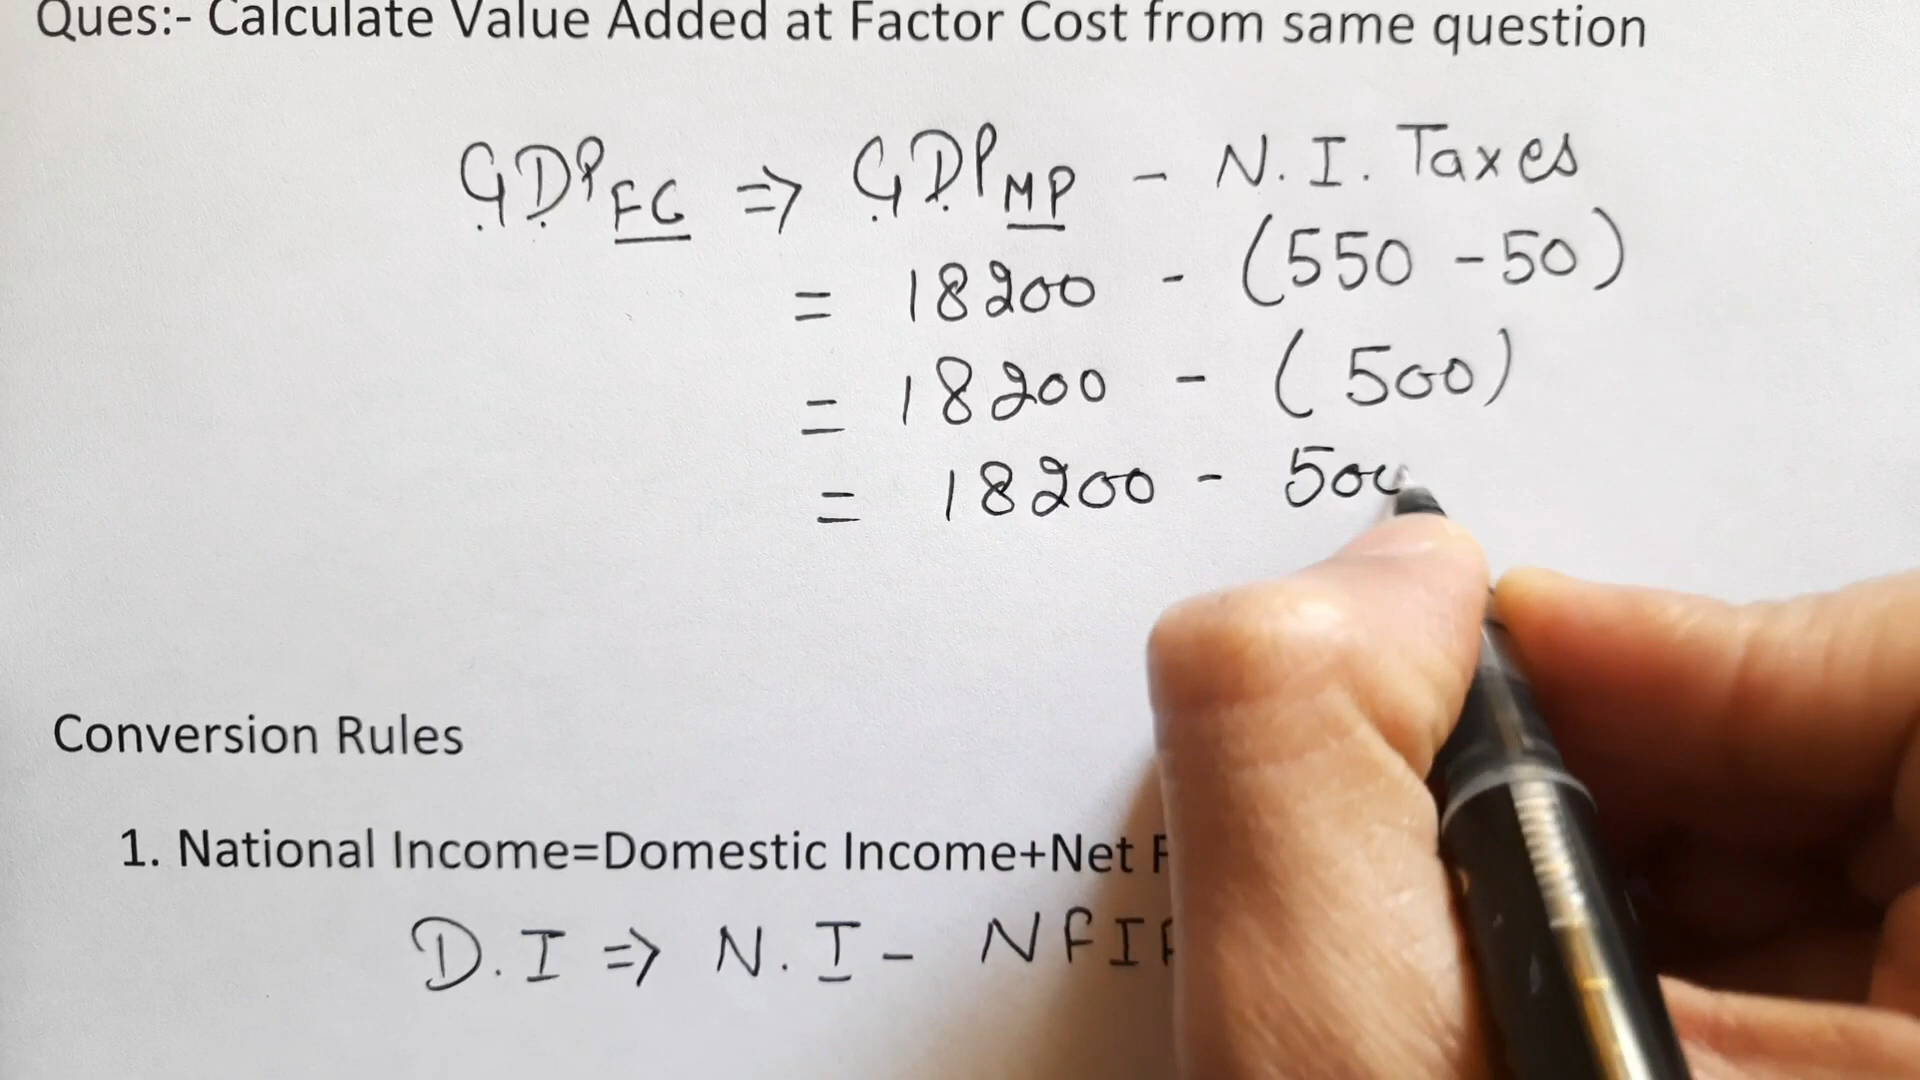 Ques:- Calculate Value Added at Factor Cost from same question
GDP FC => GDP MP - N.I. Taxes
= 18200 - (550 - 50)
= 18200 - (500)
= 18200 - 500
Conversion Rules
1. National Income=Domestic Income+Net
D.I => N.I - NFI